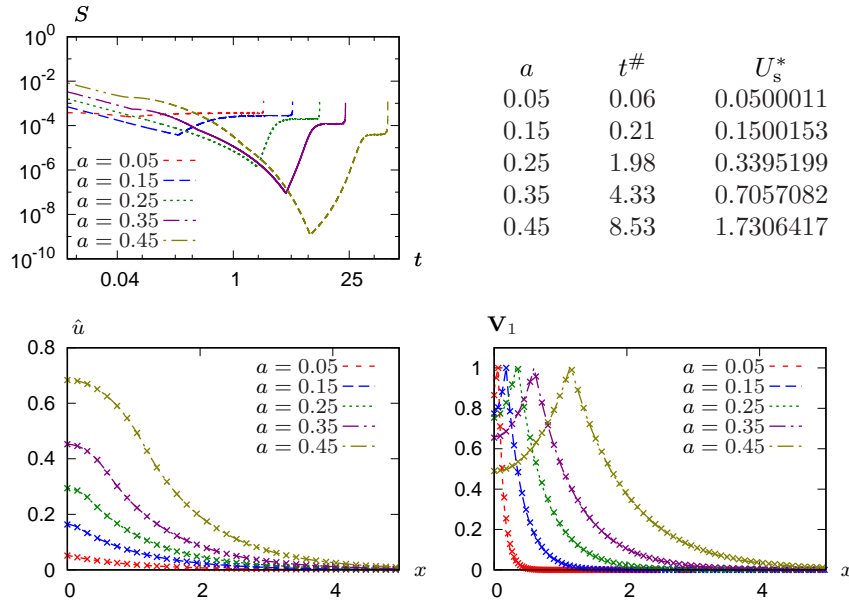 S
10^0
10^-2
10^-4
10^-6
10^-8
10^-10
a = 0.05
a = 0.15
a = 0.25
a = 0.35
a = 0.45
0.04 1 25 t
a t^# U_s^*
0.05 0.06 0.0500011
0.15 0.21 0.1500153
0.25 1.98 0.3395199
0.35 4.33 0.7057082
0.45 8.53 1.7306417
û
0.8
0.6
0.4
0.2
0
a = 0.05
a = 0.15
a = 0.25
a = 0.35
a = 0.45
0 2 4 x
V_1
1
0.8
0.6
0.4
0.2
0
a = 0.05
a = 0.15
a = 0.25
a = 0.35
a = 0.45
0 2 4 x